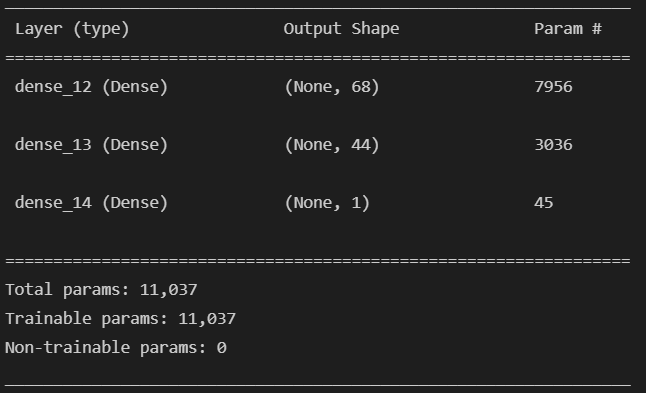 Layer (type) Output Shape Param #
=================================================================
dense_12 (Dense) (None, 68) 7956
dense_13 (Dense) (None, 44) 3036
dense_14 (Dense) (None, 1) 45
=================================================================
Total params: 11,037
Trainable params: 11,037
Non-trainable params: 0